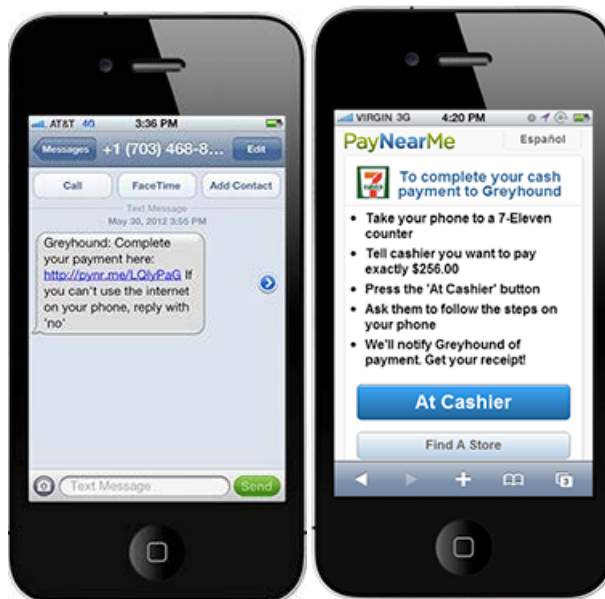 AT&T 4G 3:36 PM
Messages +1 (703) 468-8... Edit
Call FaceTime Add Contact
Text Message
May 30, 2012 3:55 PM
Greyhound: Complete
your payment here:
http://pynr.me/LQlyPaG If
you can't use the internet
on your phone, reply with
'no'
Text Message Send
VIRGIN 3G 4:20 PM
PayNearMe Español
7
ELEVEN
To complete your cash
payment to Greyhound
• Take your phone to a 7-Eleven
counter
• Tell cashier you want to pay
exactly $256.00
• Press the 'At Cashier' button
• Ask them to follow the steps on
your phone
• We'll notify Greyhound of
payment. Get your receipt!
At Cashier
Find A Store
3